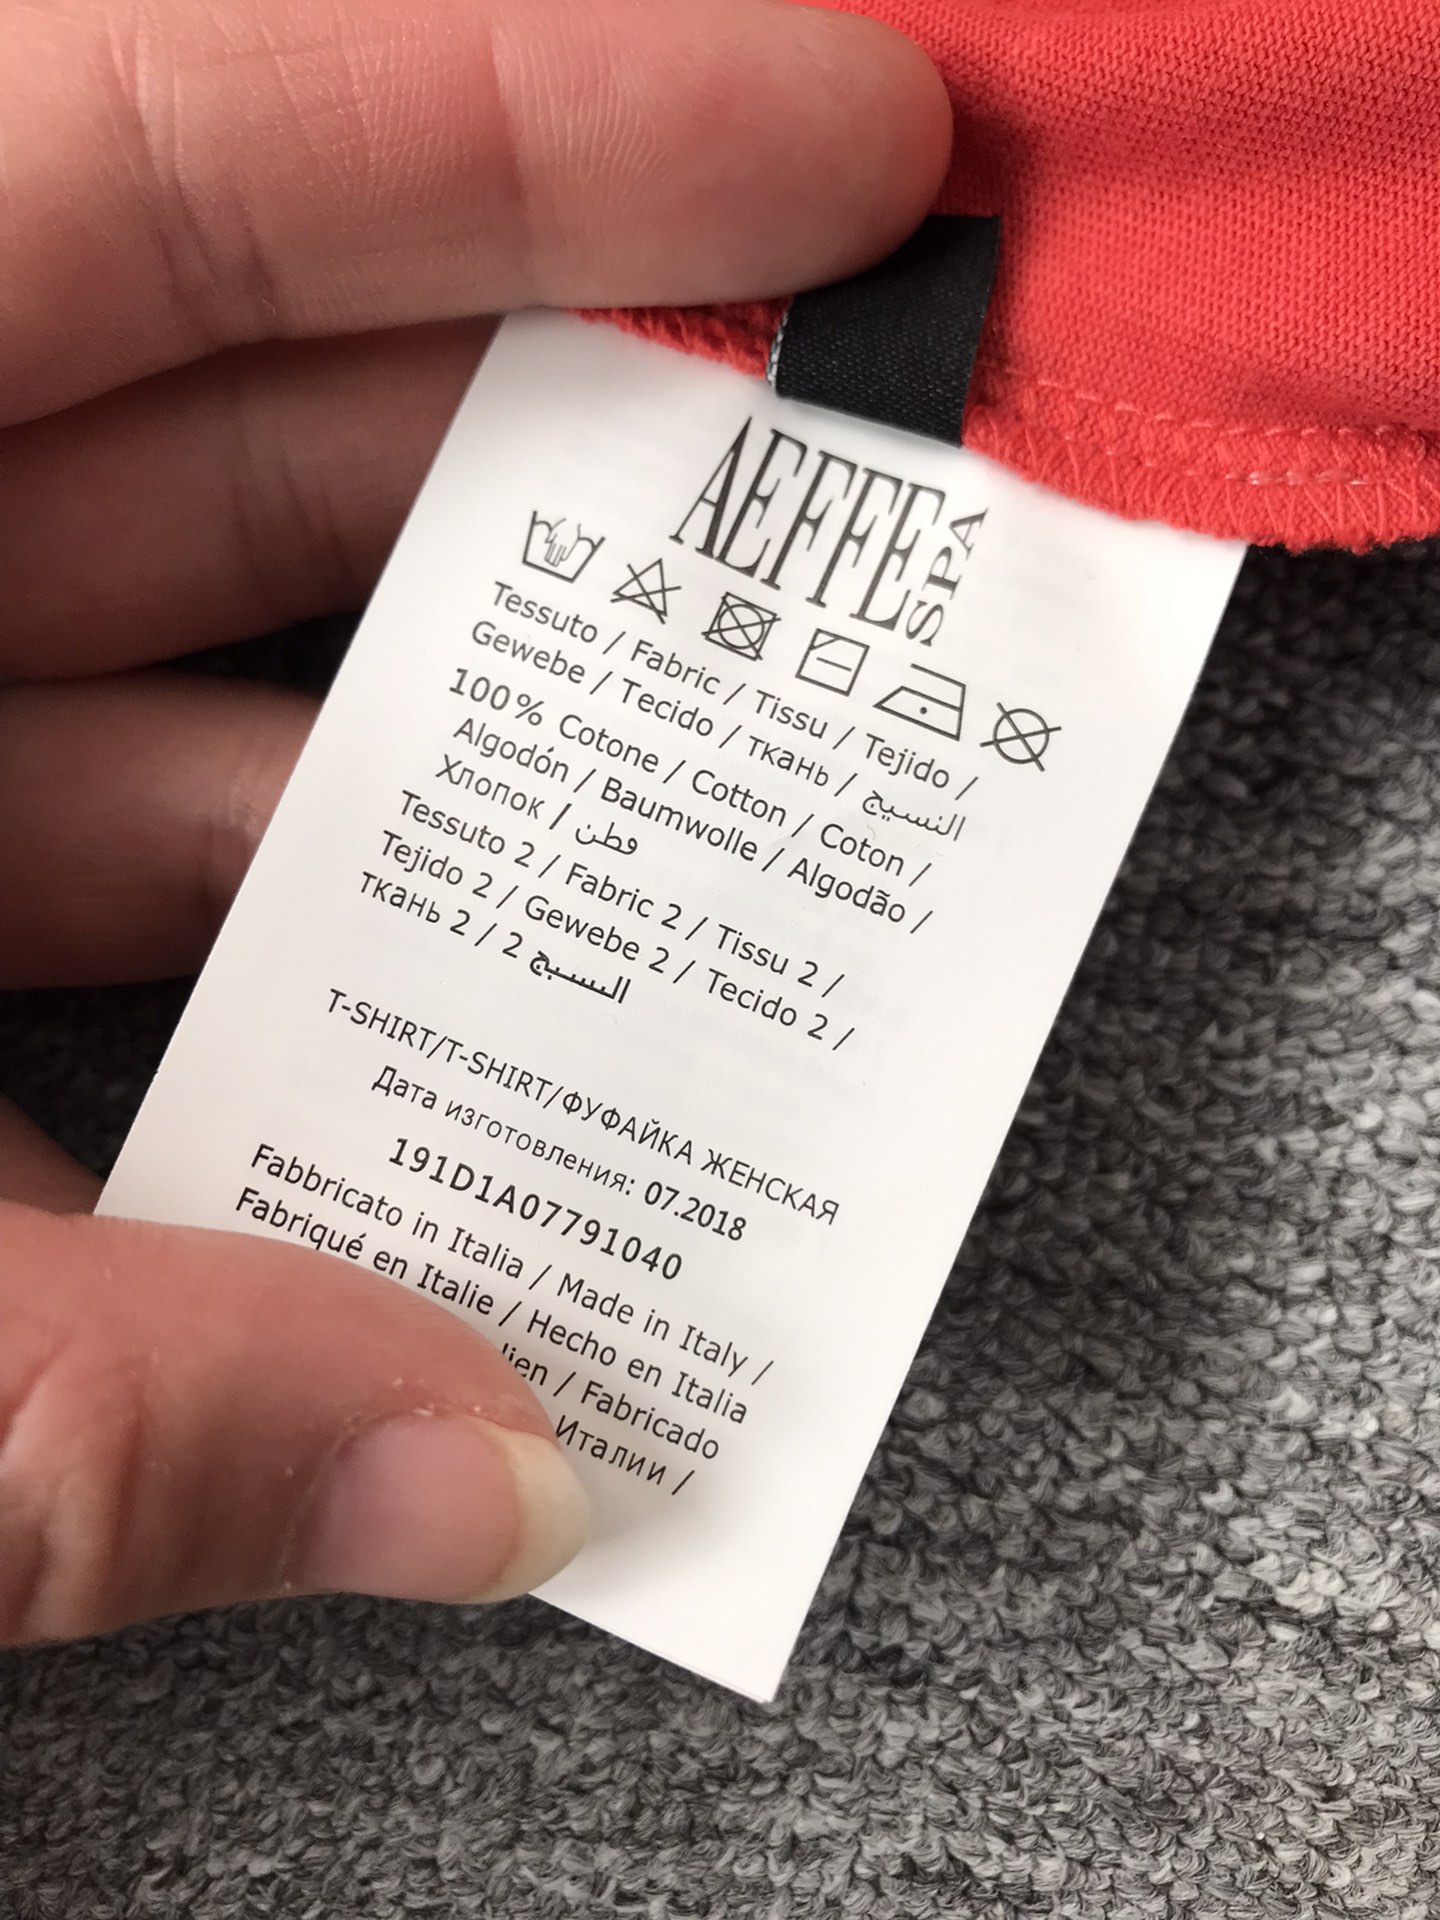 AEFFE SPA
Tessuto / Fabric / Tissu / Tejido /
Gewebe / Tecido / ткань / النسيج
100% Cotone / Cotton / Coton /
Algodón / Baumwolle / Algodão /
Хлопок / قطن
Tessuto 2 / Fabric 2 / Tissu 2 /
Tejido 2 / Gewebe 2 / Tecido 2 /
ткань 2 / 2 النسيج
T-SHIRT/T-SHIRT/ФУФАЙКА ЖЕНСКАЯ
Дата изготовления: 07.2018
191D1A07791040
Fabbricato in Italia / Made in Italy /
Fabriqué en Italie / Hecho en Italia
/ Fabricado
Италии /